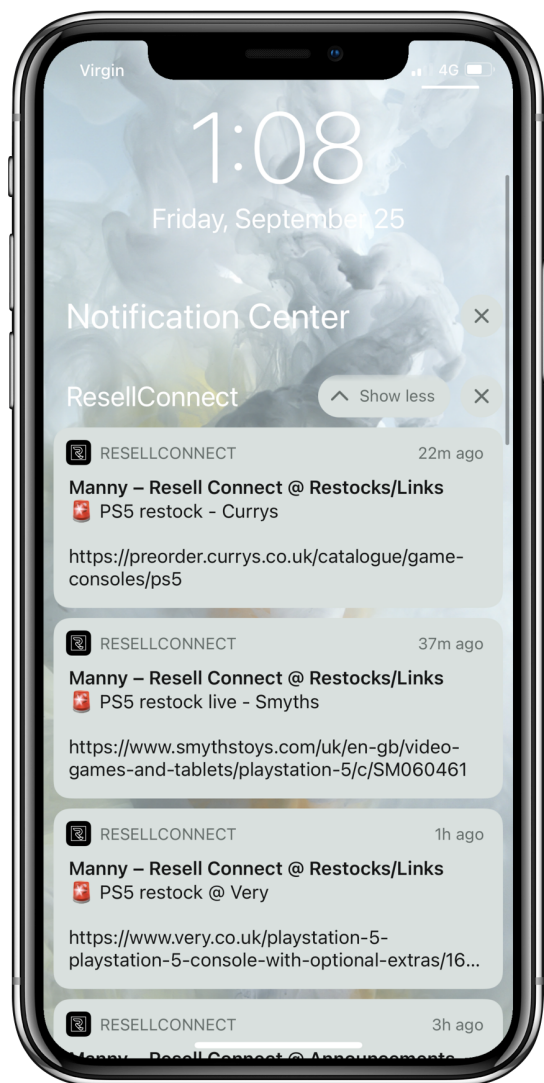 Virgin
4G
1:08
Friday, September 25
Notification Center
ResellConnect
Show less
RESELLCONNECT
22m ago
Manny – Resell Connect @ Restocks/Links
🚨 PS5 restock - Currys
https://preorder.currys.co.uk/catalogue/game-
consoles/ps5
RESELLCONNECT
37m ago
Manny – Resell Connect @ Restocks/Links
🚨 PS5 restock live - Smyths
https://www.smythstoys.com/uk/en-gb/video-
games-and-tablets/playstation-5/c/SM060461
RESELLCONNECT
1h ago
Manny – Resell Connect @ Restocks/Links
🚨 PS5 restock @ Very
https://www.very.co.uk/playstation-5-
playstation-5-console-with-optional-extras/16...
RESELLCONNECT
3h ago
Manny – Resell Connect @ Announcements